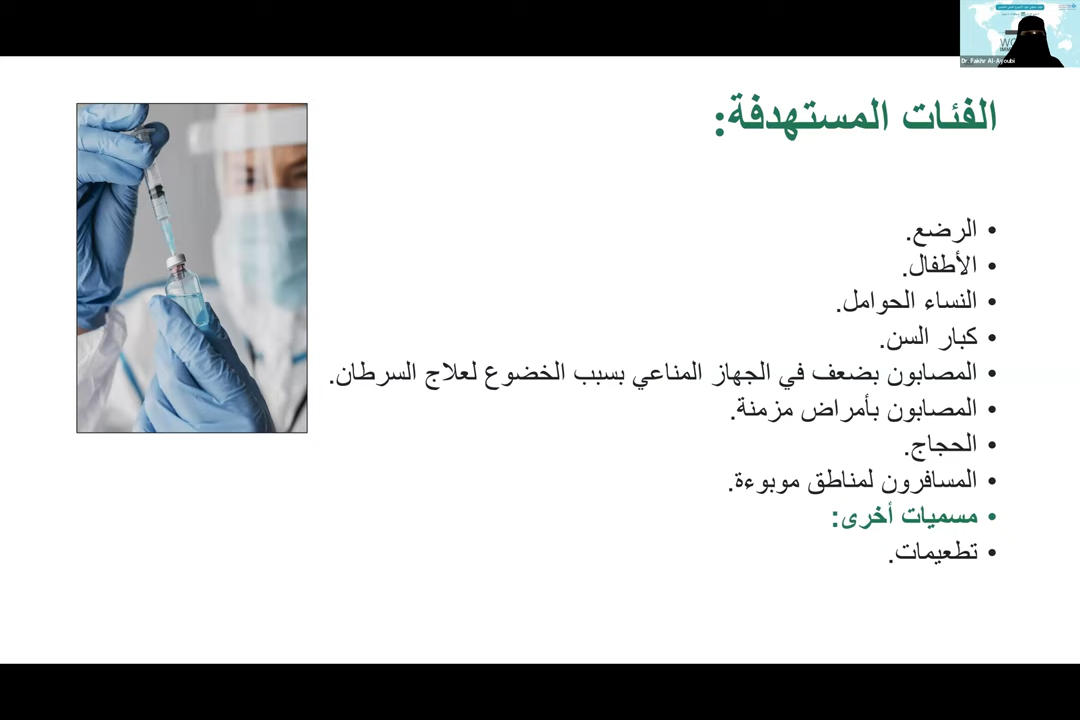 Dr. Fakhr Al-Ayoubi
الفئات المستهدفة:
• الرضع.
• الأطفال.
• النساء الحوامل.
• كبار السن.
• المصابون بضعف في الجهاز المناعي بسبب الخضوع لعلاج السرطان.
• المصابون بأمراض مزمنة.
• الحجاج.
• المسافرون لمناطق موبوءة.
• مسميات أخرى:
• تطعيمات.